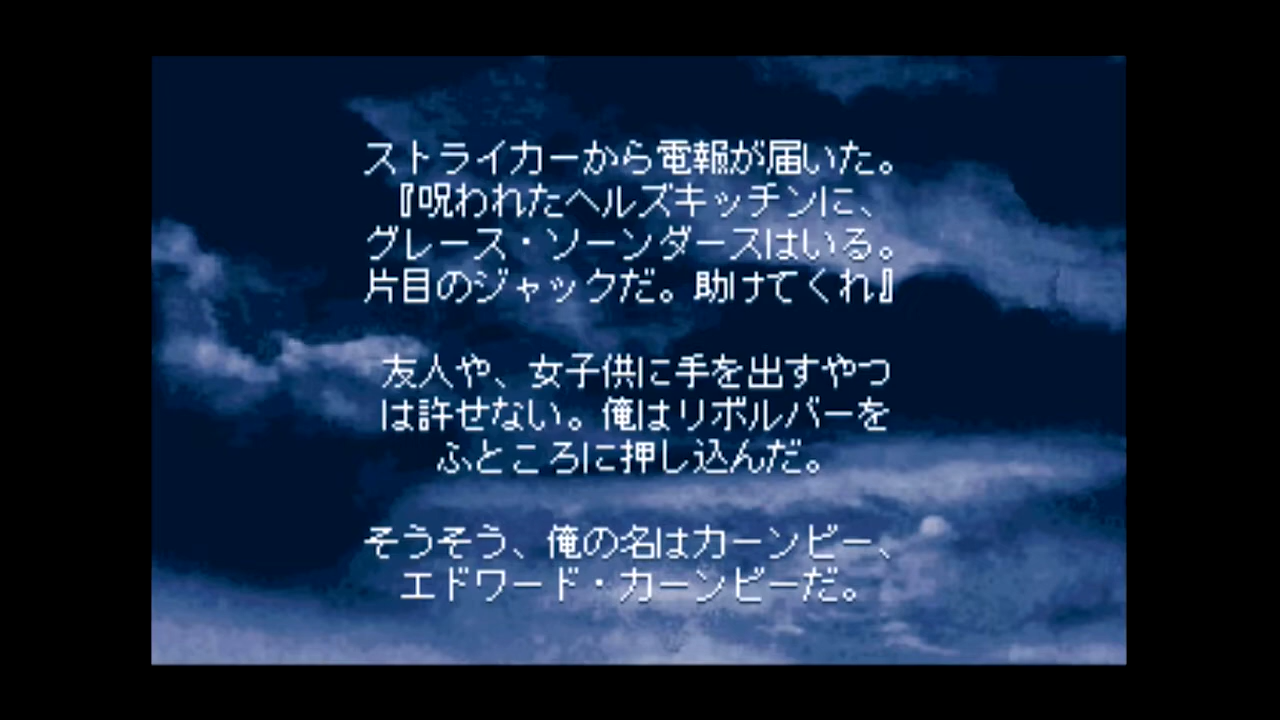 ストライカーから電報が届いた。
『呪われたヘルズキッチンに、
グレース・ソーンダースはいる。
片目のジャックだ。助けてくれ』
友人や、女子供に手を出すやつ
は許せない。俺はリボルバーを
ふところに押し込んだ。
そうそう、俺の名はカーンビー、
エドワード・カーンビーだ。